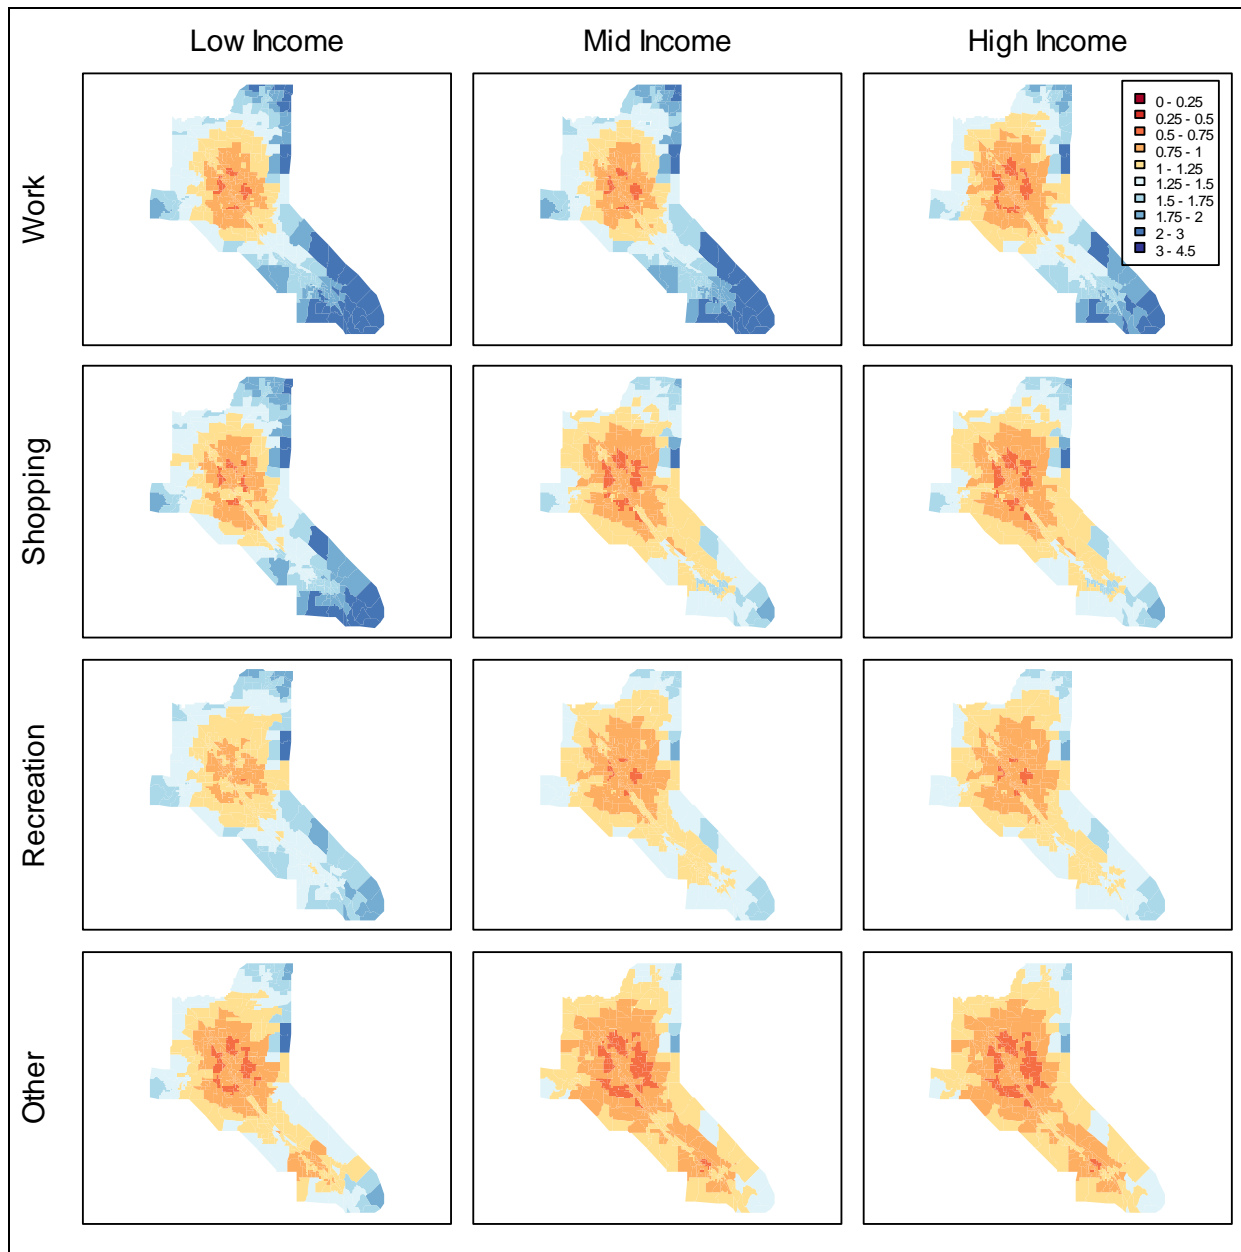 Low Income
Mid Income
High Income
0 - 0.25
0.25 - 0.5
0.5 - 0.75
0.75 - 1
1 - 1.25
1.25 - 1.5
1.5 - 1.75
1.75 - 2
2 - 3
3 - 4.5
Work
Shopping
Recreation
Other